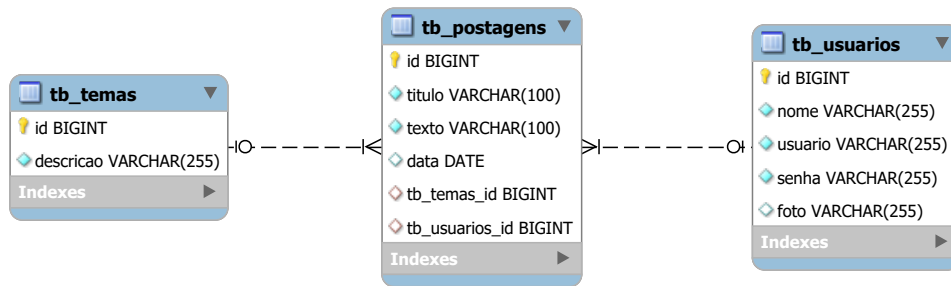 tb_temas
id BIGINT
descricao VARCHAR(255)
Indexes
tb_postagens
id BIGINT
titulo VARCHAR(100)
texto VARCHAR(100)
data DATE
tb_temas_id BIGINT
tb_usuarios_id BIGINT
Indexes
tb_usuarios
id BIGINT
nome VARCHAR(255)
usuario VARCHAR(255)
senha VARCHAR(255)
foto VARCHAR(255)
Indexes